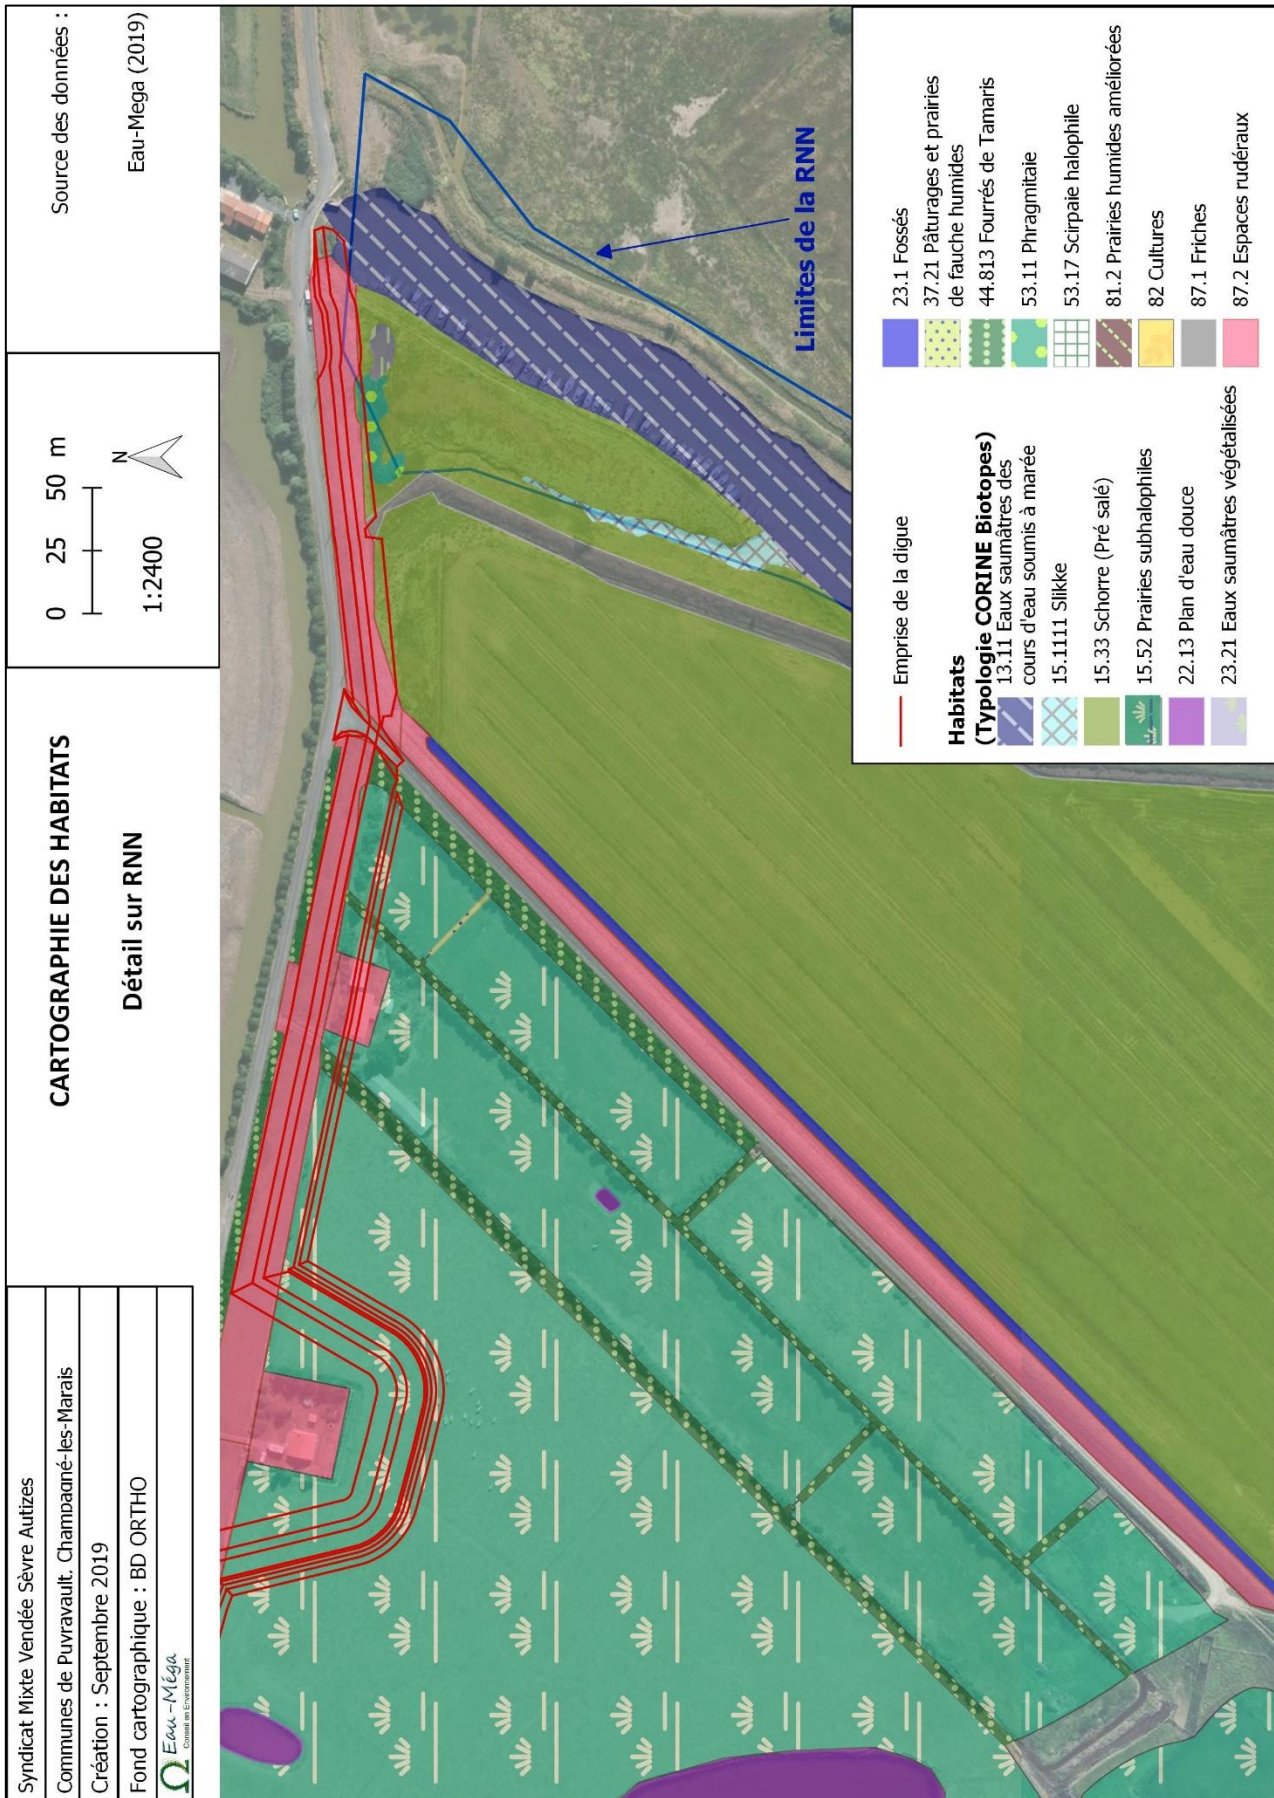 Syndicat Mixte Vendée Sèvre Autizes
Communes de Puyravault, Champagné-les-Marais
Création : Septembre 2019
Fond cartographique : BD ORTHO
Eau-Méga
Conseil en Environnement
CARTOGRAPHIE DES HABITATS
Détail sur RNN
0 25 50 m
N
1:2400
Source des données :
Eau-Mega (2019)
Limites de la RNN
Emprise de la digue
Habitats
(Typologie CORINE Biotopes)
13.11 Eaux saumâtres des
cours d'eau soumis à marée
15.1111 Slikke
15.33 Schorre (Pré salé)
15.52 Prairies subhalophiles
22.13 Plan d'eau douce
23.21 Eaux saumâtres végétalisées
23.1 Fossés
37.21 Pâturages et prairies
de fauche humides
44.813 Fourrés de Tamaris
53.11 Phragmitaie
53.17 Scirpaie halophile
81.2 Prairies humides améliorées
82 Cultures
87.1 Friches
87.2 Espaces rudéraux